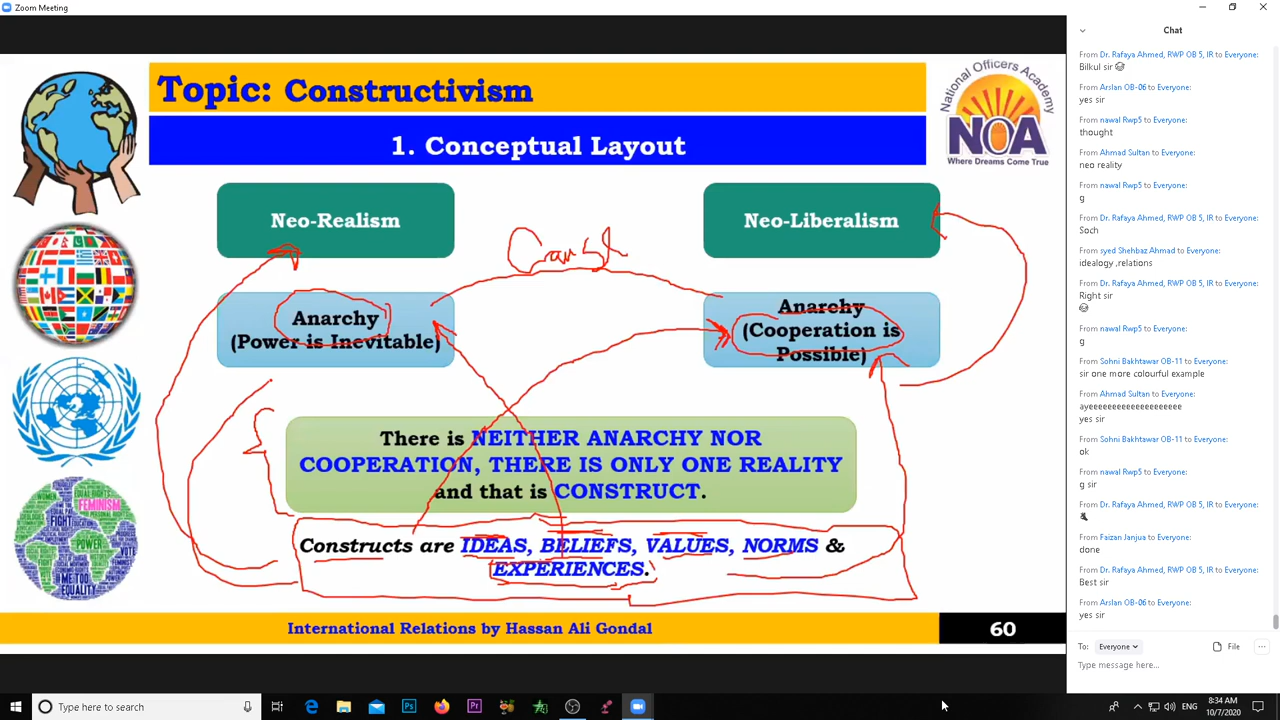 Zoom Meeting
Topic: Constructivism
1. Conceptual Layout
National Officers Academy
NOA
Where Dreams Come True
Neo-Realism
Neo-Liberalism
Anarchy
(Power is Inevitable)
Anarchy
(Cooperation is
Possible)
There is NEITHER ANARCHY NOR
COOPERATION, THERE IS ONLY ONE REALITY
and that is CONSTRUCT.
Constructs are IDEAS, BELIEFS, VALUES, NORMS &
EXPERIENCES.
FEMINISM
POWER
FIGHT
EDUCATION
VOTE
ME TOO
EQUALITY
WOMEN
International Relations by Hassan Ali Gondal
60
Chat
From Dr. Rafaya Ahmed, RWP OB 5, IR to Everyone:
Bilkul sir
From Arslan OB-06 to Everyone:
yes sir
From nawal Rwp5 to Everyone:
thought
From Ahmad Sultan to Everyone:
neo reality
From nawal Rwp5 to Everyone:
g
From Dr. Rafaya Ahmed, RWP OB 5, IR to Everyone:
Soch
From syed Shehbaz Ahmad to Everyone:
idealogy ,relations
From Dr. Rafaya Ahmed, RWP OB 5, IR to Everyone:
Right sir
From nawal Rwp5 to Everyone:
g
From Sohni Bakhtawar OB-11 to Everyone:
sir one more colourful example
From Ahmad Sultan to Everyone:
ayeeeeeeeeeeeeeeeeeeee
yes sir
From Sohni Bakhtawar OB-11 to Everyone:
ok
From nawal Rwp5 to Everyone:
g sir
From Dr. Rafaya Ahmed, RWP OB 5, IR to Everyone:
From Faizan Janjua to Everyone:
done
From Dr. Rafaya Ahmed, RWP OB 5, IR to Everyone:
Best sir
From Arslan OB-06 to Everyone:
yes sir
To: Everyone
File
Type message here...
Type here to search
ENG
8:34 AM
10/7/2020